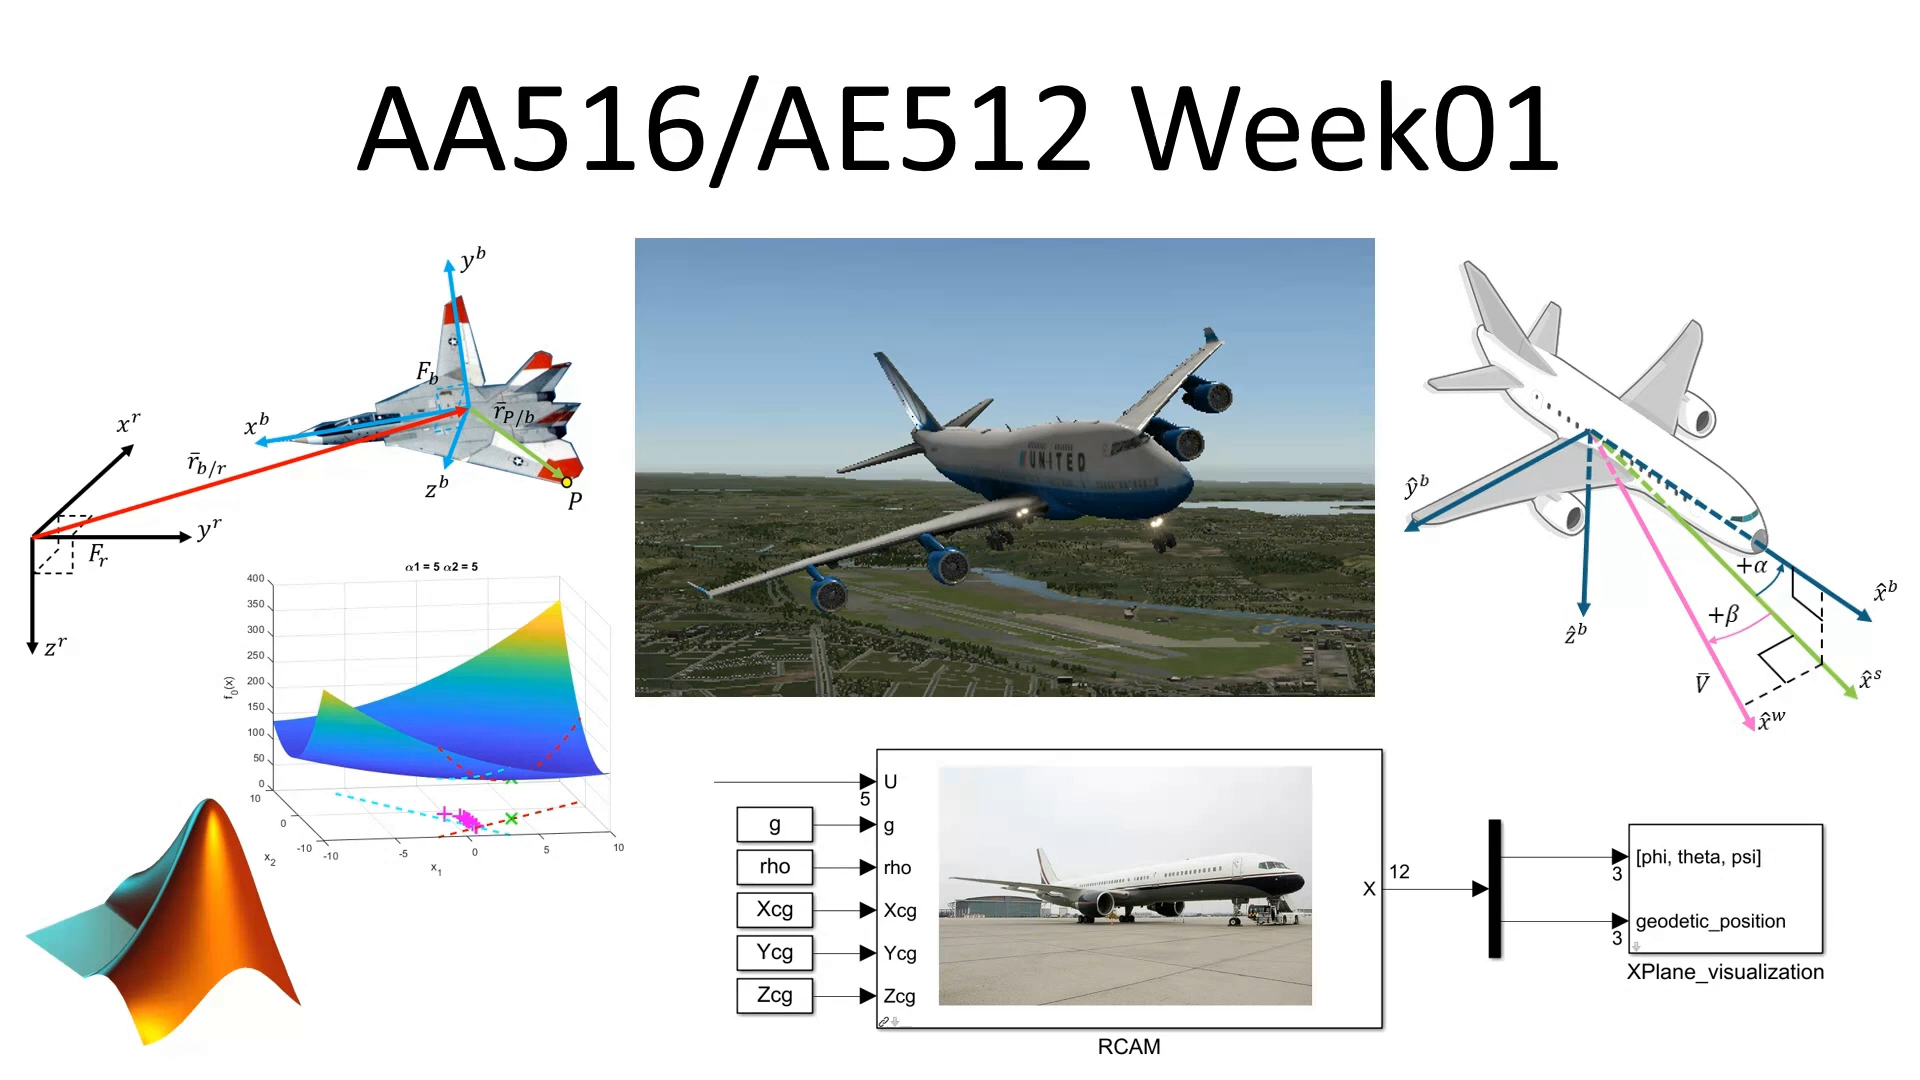 AA516/AE512 Week01
y^b
F_b
x^b
r̄_{P/b}
r̄_{b/r}
z^b
P
x^r
y^r
F_r
z^r
UNITED
ŷ^b
ẑ^b
+α
+β
x̂^b
x̂^s
V̄
x̂^w
α1 = 5 α2 = 5
400
350
300
250
200
150
100
50
0
f_0(x)
10
0
-10
x_2
-10
-5
0
5
10
x_1
U
5
g
g
rho
rho
Xcg
Xcg
Ycg
Ycg
Zcg
Zcg
X
12
RCAM
[phi, theta, psi]
3
geodetic_position
3
XPlane_visualization